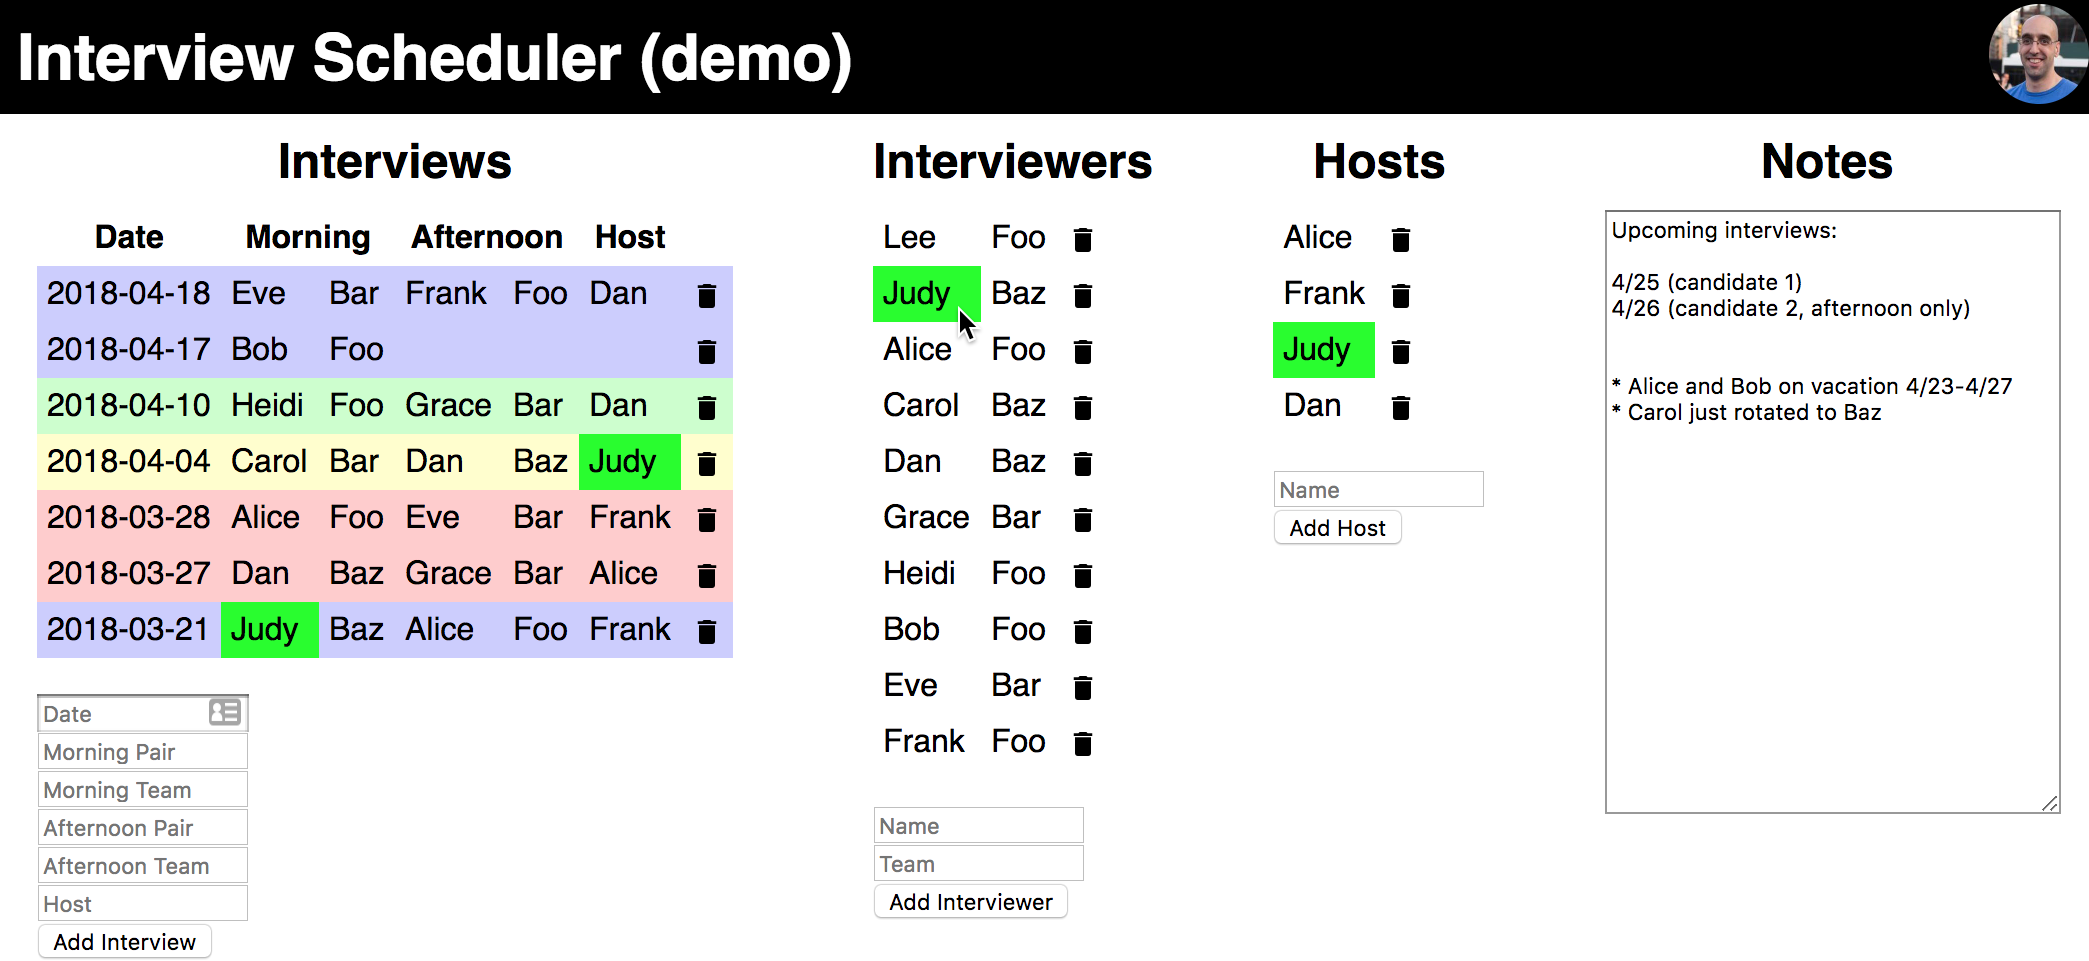 Interview Scheduler (demo)
Interviews
Date Morning Afternoon Host
2018-04-18 Eve Bar Frank Foo Dan
2018-04-17 Bob Foo
2018-04-10 Heidi Foo Grace Bar Dan
2018-04-04 Carol Bar Dan Baz Judy
2018-03-28 Alice Foo Eve Bar Frank
2018-03-27 Dan Baz Grace Bar Alice
2018-03-21 Judy Baz Alice Foo Frank
Date
Morning Pair
Morning Team
Afternoon Pair
Afternoon Team
Host
Add Interview
Interviewers
Lee Foo
Judy Baz
Alice Foo
Carol Baz
Dan Baz
Grace Bar
Heidi Foo
Bob Foo
Eve Bar
Frank Foo
Name
Team
Add Interviewer
Hosts
Alice
Frank
Judy
Dan
Name
Add Host
Notes
Upcoming interviews:
4/25 (candidate 1)
4/26 (candidate 2, afternoon only)
* Alice and Bob on vacation 4/23-4/27
* Carol just rotated to Baz